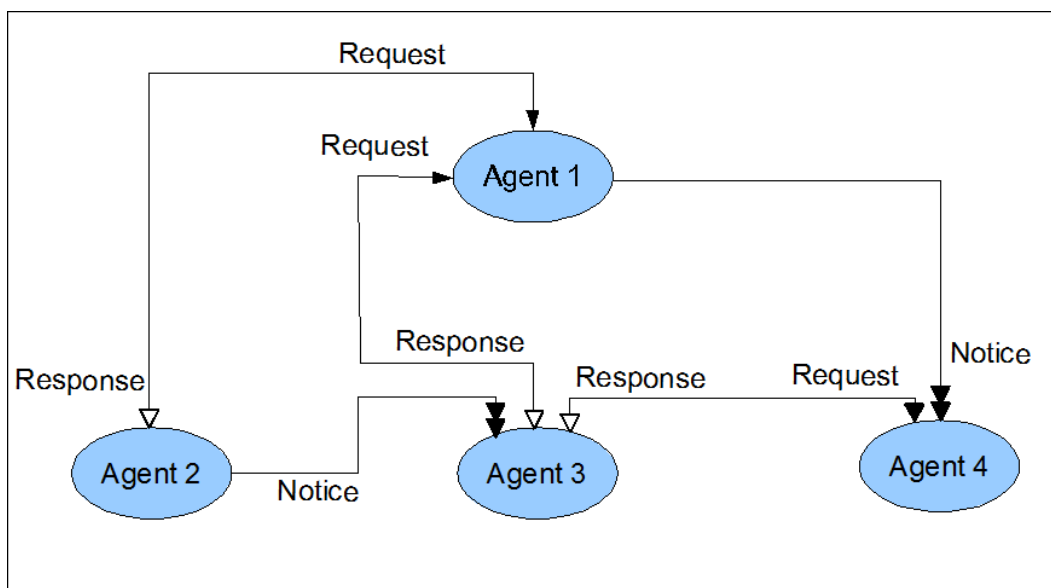 Request
Request
Agent 1
Response
Notice
Response
Response
Request
Agent 2
Notice
Agent 3
Agent 4